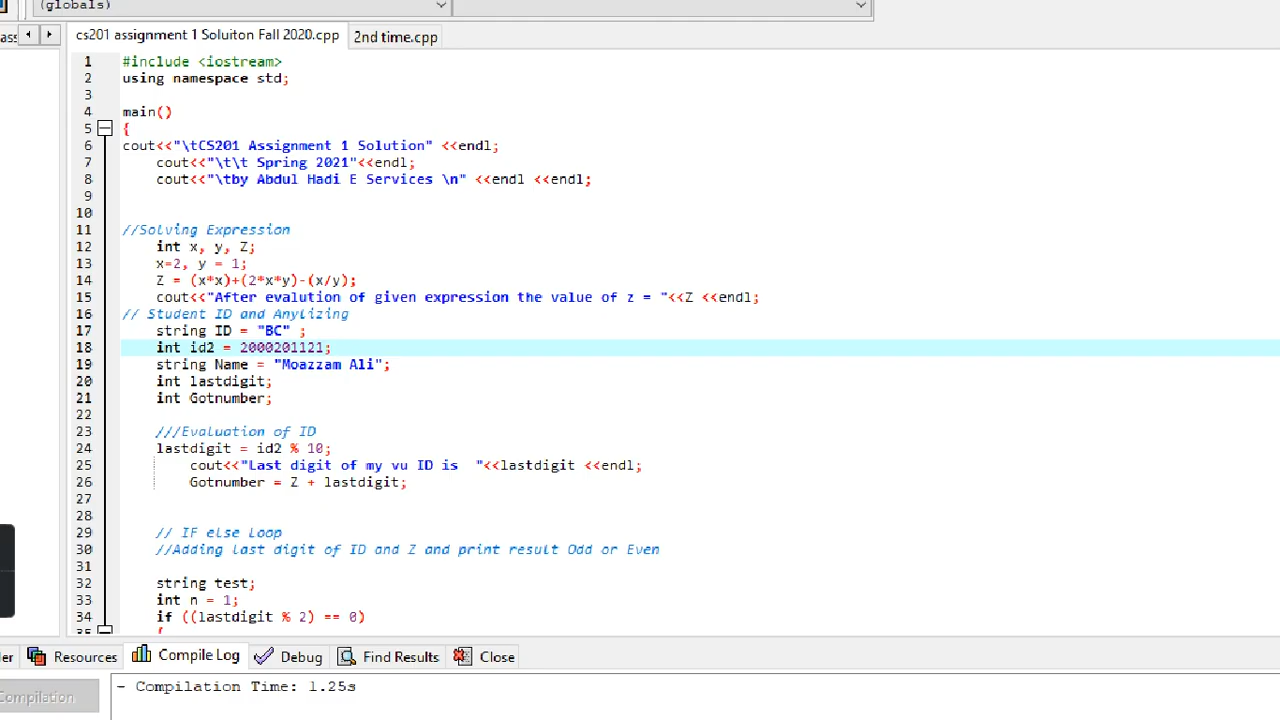 (globals)
ass
cs201 assignment 1 Soluiton Fall 2020.cpp
2nd time.cpp
1 #include <iostream>
2 using namespace std;
3
4 main()
5 {
6 cout<<"\tCS201 Assignment 1 Solution" <<endl;
7 cout<<"\t\t Spring 2021"<<endl;
8 cout<<"\tby Abdul Hadi E Services \n" <<endl <<endl;
9
10
11 //Solving Expression
12 int x, y, Z;
13 x=2, y = 1;
14 Z = (x*x)+(2*x*y)-(x/y);
15 cout<<"After evalution of given expression the value of z = "<<Z <<endl;
16 // Student ID and Anylizing
17 string ID = "BC" ;
18 int id2 = 2000201121;
19 string Name = "Moazzam Ali";
20 int lastdigit;
21 int Gotnumber;
22
23 ///Evaluation of ID
24 lastdigit = id2 % 10;
25 cout<<"Last digit of my vu ID is  "<<lastdigit <<endl;
26 Gotnumber = Z + lastdigit;
27
28
29 // IF else Loop
30 //Adding last digit of ID and Z and print result Odd or Even
31
32 string test;
33 int n = 1;
34 if ((lastdigit % 2) == 0)
35 {
ler Resources Compile Log Debug Find Results Close
Compilation
- Compilation Time: 1.25s